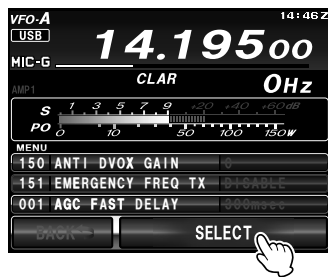 VFO-A 14:46Z
USB
14.19500
MIC-G
CLAR 0Hz
AMP1
S 1 3 5 7 9 +20 +40 +60dB
PO 0 10 50 100 150W
MENU
150 ANTI DVOX GAIN 0
151 EMERGENCY FREQ TX DISABLE
001 AGC FAST DELAY 300msec
BACK SELECT